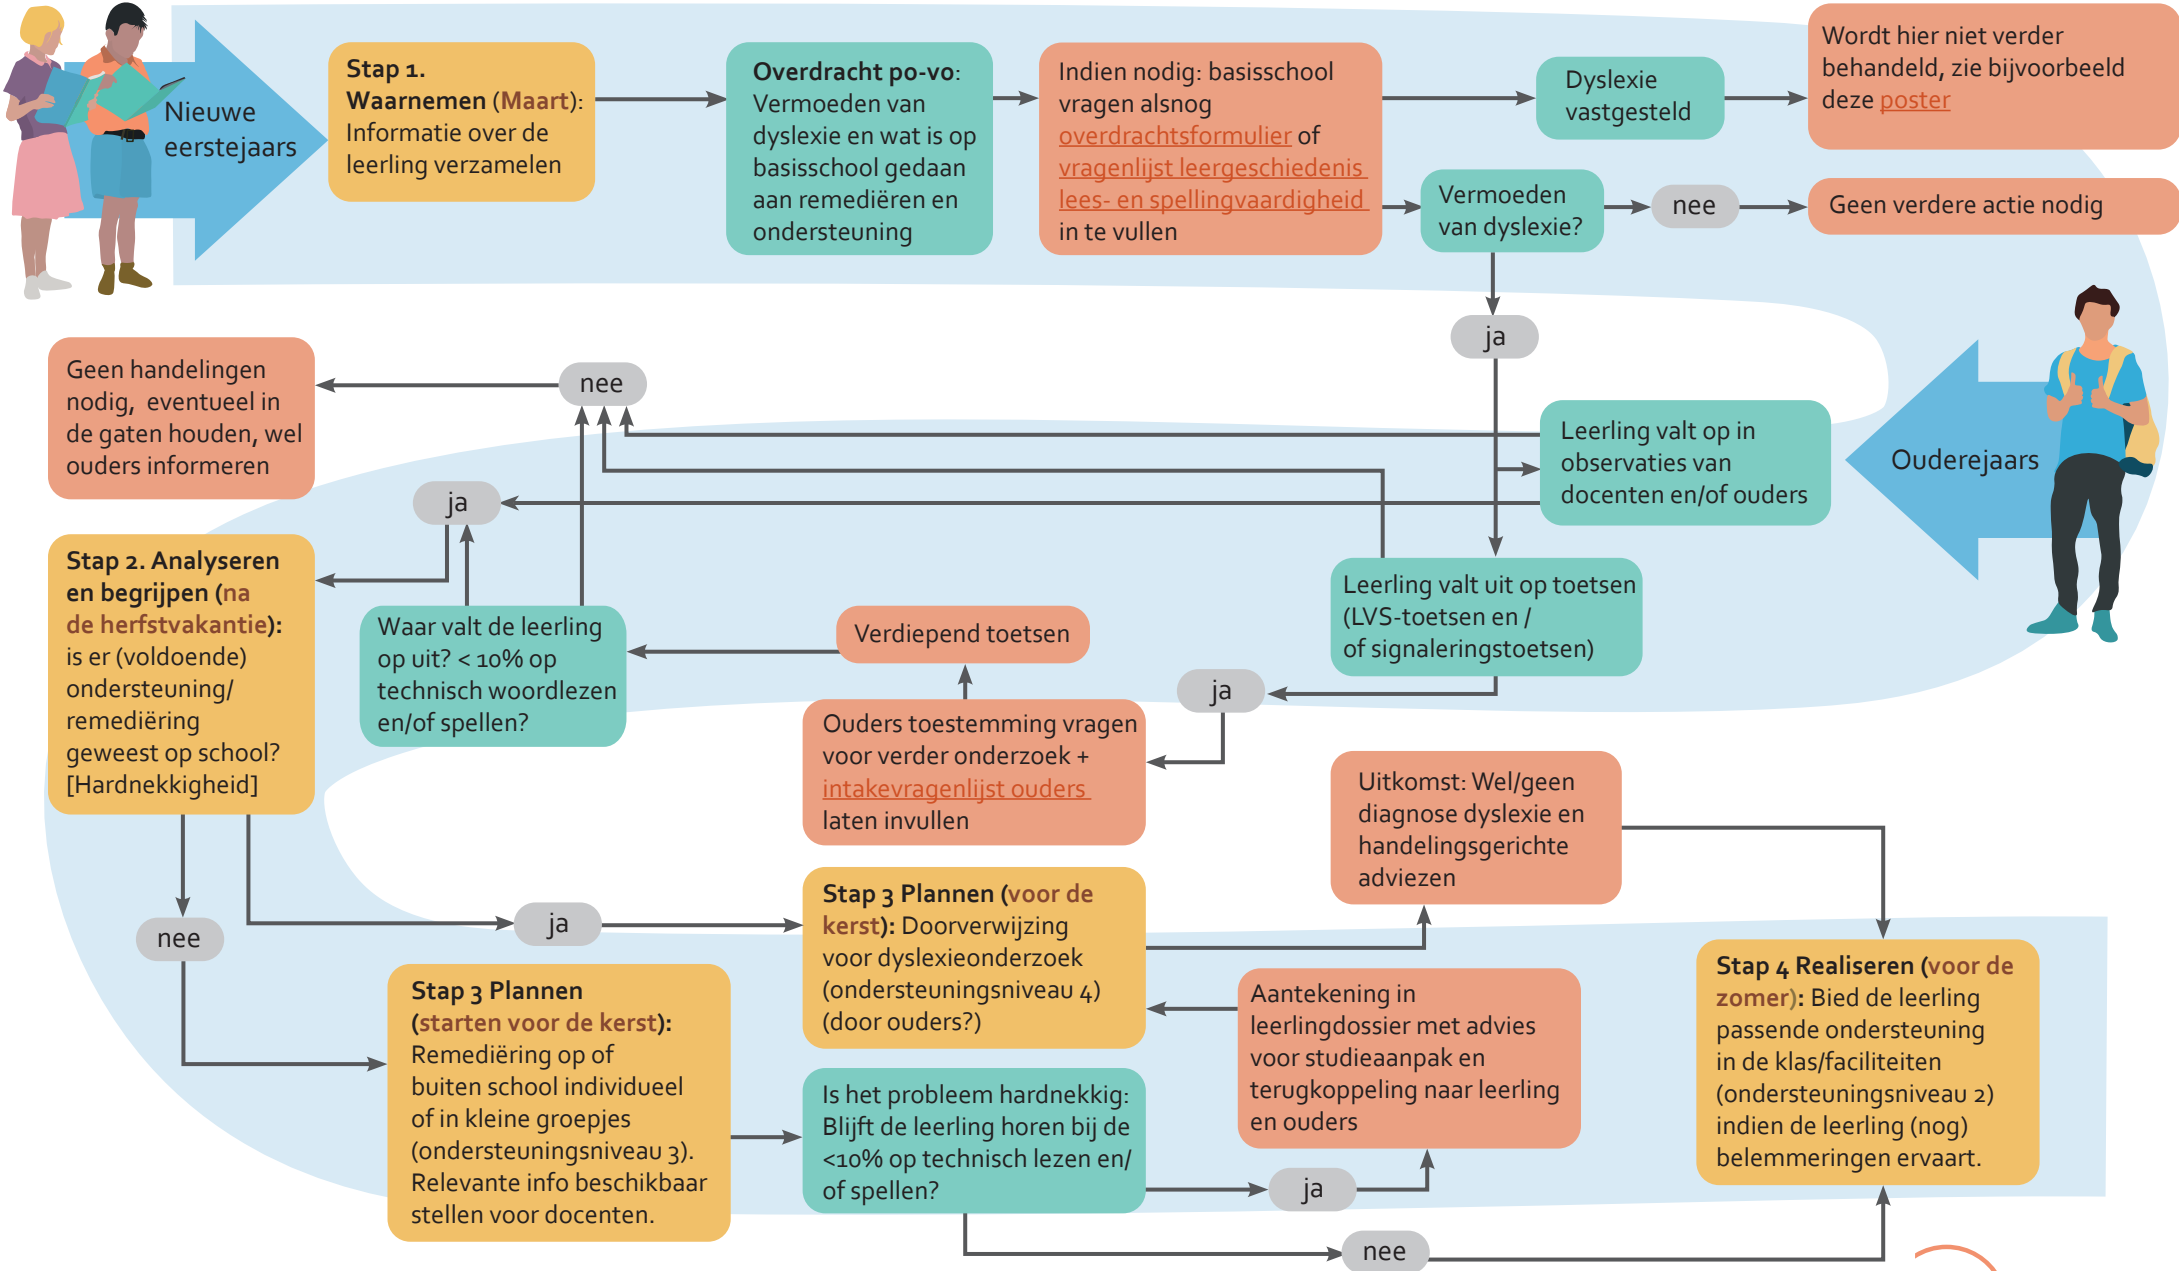 Nieuwe
eerstejaars
Stap 1.
Waarnemen (Maart):
Informatie over de
leerling verzamelen
Overdracht po-vo:
Vermoeden van
dyslexie en wat is op
basisschool gedaan
aan remediëren en
ondersteuning
Indien nodig: basisschool
vragen alsnog
overdrachtsformulier of
vragenlijst leergeschiedenis
lees- en spellingvaardigheid
in te vullen
Dyslexie
vastgesteld
Wordt hier niet verder
behandeld, zie bijvoorbeeld
deze poster
Vermoeden
van dyslexie?
nee
Geen verdere actie nodig
ja
Geen handelingen
nodig, eventueel in
de gaten houden, wel
ouders informeren
nee
Leerling valt op in
observaties van
docenten en/of ouders
Ouderejaars
ja
Stap 2. Analyseren
en begrijpen (na
de herfstvakantie):
is er (voldoende)
ondersteuning/
remediëring
geweest op school?
[Hardnekkigheid]
Waar valt de leerling
op uit? < 10% op
technisch woordlezen
en/of spellen?
Verdiepend toetsen
Leerling valt uit op toetsen
(LVS-toetsen en /
of signaleringstoetsen)
ja
Ouders toestemming vragen
voor verder onderzoek +
intakevragenlijst ouders
laten invullen
Uitkomst: Wel/geen
diagnose dyslexie en
handelingsgerichte
adviezen
nee
ja
Stap 3 Plannen (voor de
kerst): Doorverwijzing
voor dyslexieonderzoek
(ondersteuningsniveau 4)
(door ouders?)
Stap 3 Plannen
(starten voor de kerst):
Remediëring op of
buiten school individueel
of in kleine groepjes
(ondersteuningsniveau 3).
Relevante info beschikbaar
stellen voor docenten.
Is het probleem hardnekkig:
Blijft de leerling horen bij de
<10% op technisch lezen en/
of spellen?
Aantekening in
leerlingdossier met advies
voor studieaanpak en
terugkoppeling naar leerling
en ouders
ja
nee
Stap 4 Realiseren (voor de
zomer): Bied de leerling
passende ondersteuning
in de klas/faciliteiten
(ondersteuningsniveau 2)
indien de leerling (nog)
belemmeringen ervaart.